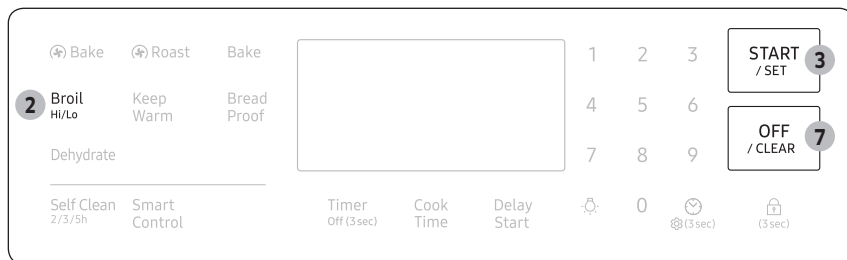 Bake Roast Bake 1 2 3 START
/ SET 3
2 Broil
Hi/Lo
Keep
Warm
Bread
Proof
4 5 6
OFF
/ CLEAR 7
Dehydrate 7 8 9
Self Clean
2/3/5h
Smart
Control
Timer
Off (3 sec)
Cook
Time
Delay
Start
0
(3 sec)
(3 sec)